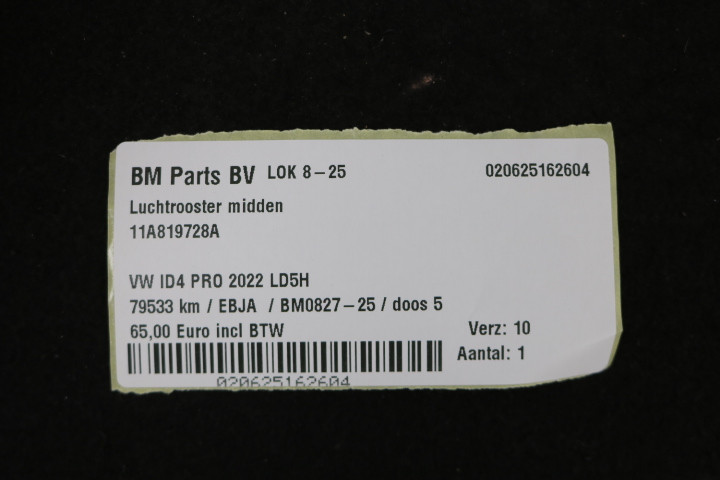 BM Parts BV LOK 8-25 020625162604
Luchtrooster midden
11A819728A
VW ID4 PRO 2022 LD5H
79533 km / EBJA / BM0827-25 / doos 5
65,00 Euro incl BTW Verz: 10
Aantal: 1
020625162604